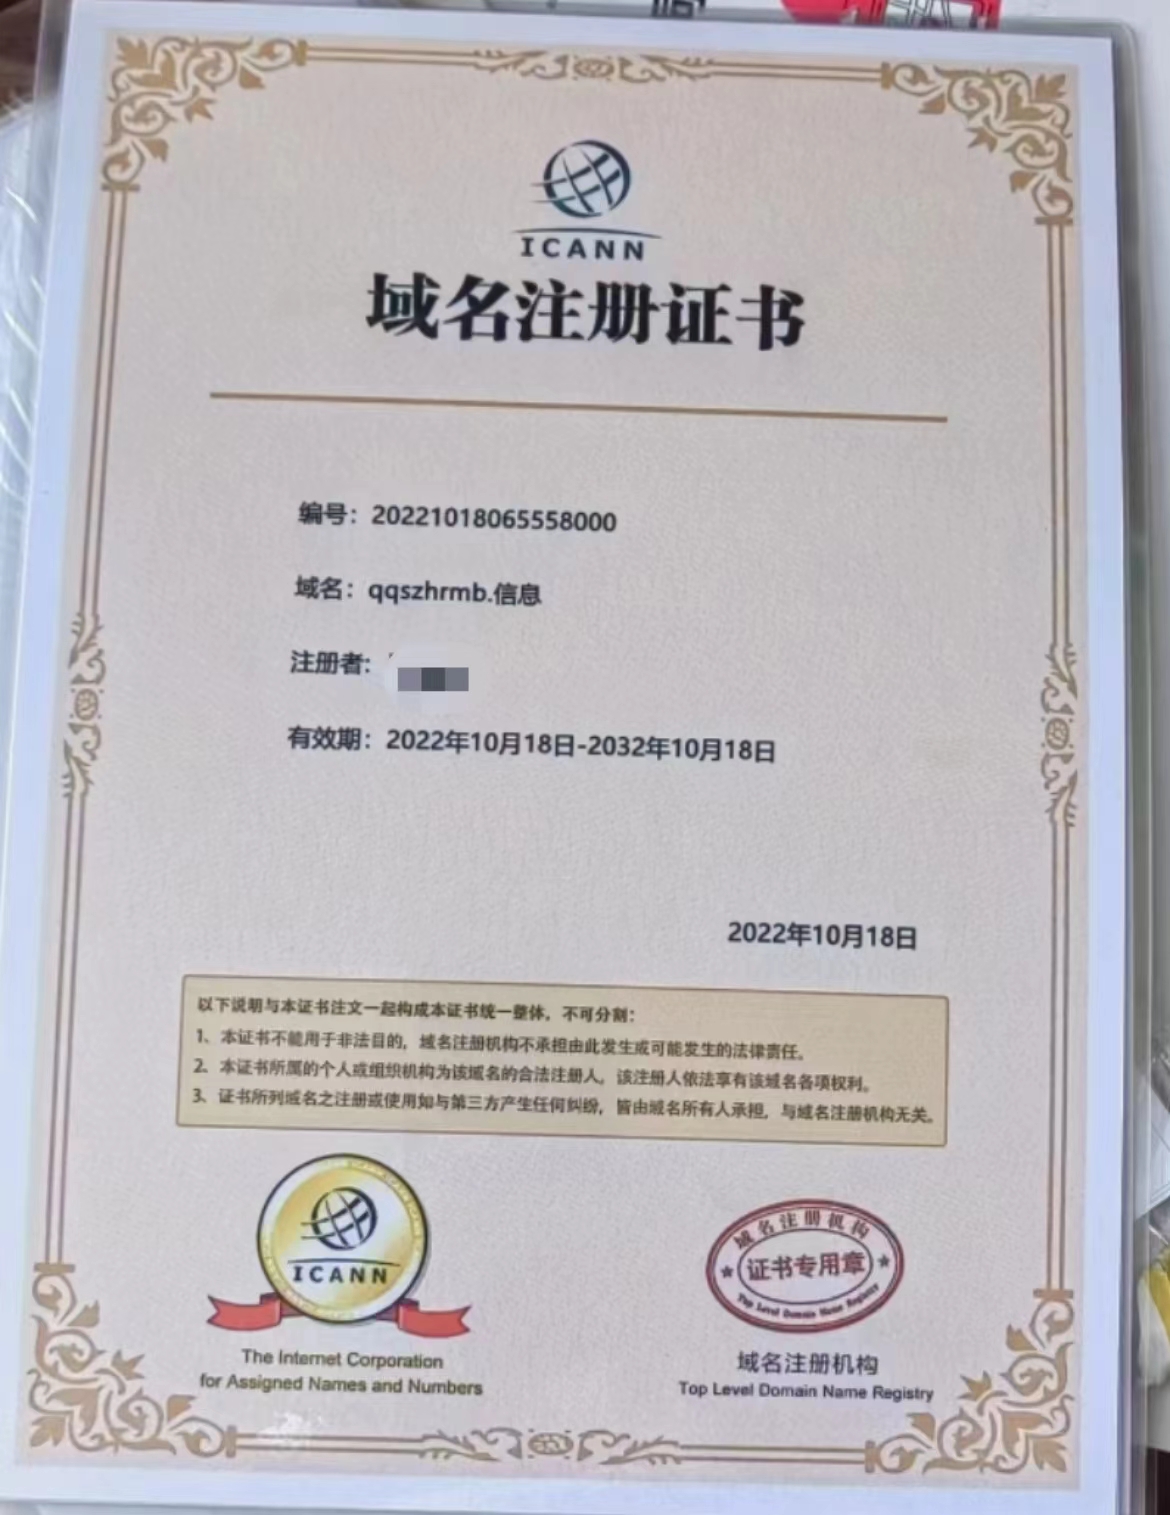 ICANN
域名注册证书
编号：20221018065558000
域名：qqszhrmb.信息
注册者：
有效期：2022年10月18日-2032年10月18日
2022年10月18日
以下说明与本证书注文一起构成本证书统一整体，不可分割：
1、本证书不能用于非法目的，域名注册机构不承担由此发生或可能发生的法律责任。
2、本证书所属的个人或组织机构为该域名的合法注册人，该注册人依法享有该域名各项权利。
3、证书所列域名之注册或使用如与第三方产生任何纠纷，皆由域名所有人承担，与域名注册机构无关。
ICANN
The Internet Corporation
for Assigned Names and Numbers
域名注册机构
证书专用章
Top Level Domain Name Registry
域名注册机构
Top Level Domain Name Registry